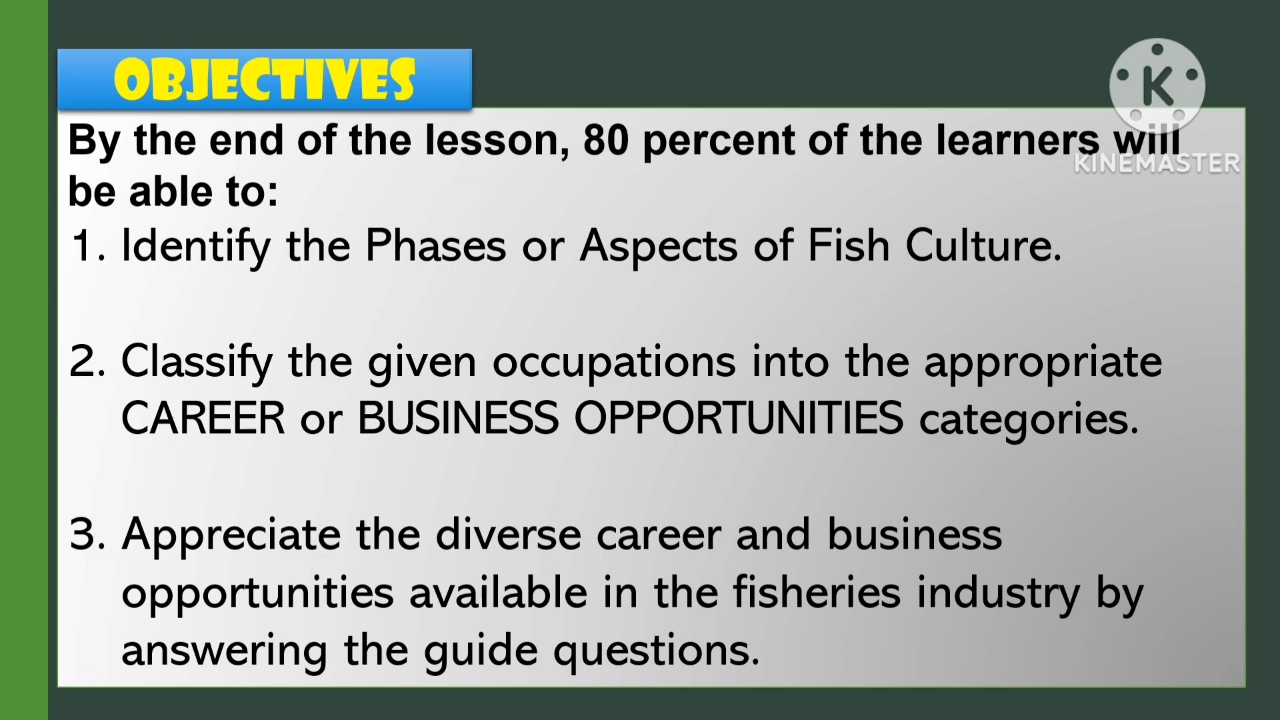 OBJECTIVES
K
KINEMASTER
By the end of the lesson, 80 percent of the learners will
be able to:
1. Identify the Phases or Aspects of Fish Culture.
2. Classify the given occupations into the appropriate
CAREER or BUSINESS OPPORTUNITIES categories.
3. Appreciate the diverse career and business
opportunities available in the fisheries industry by
answering the guide questions.